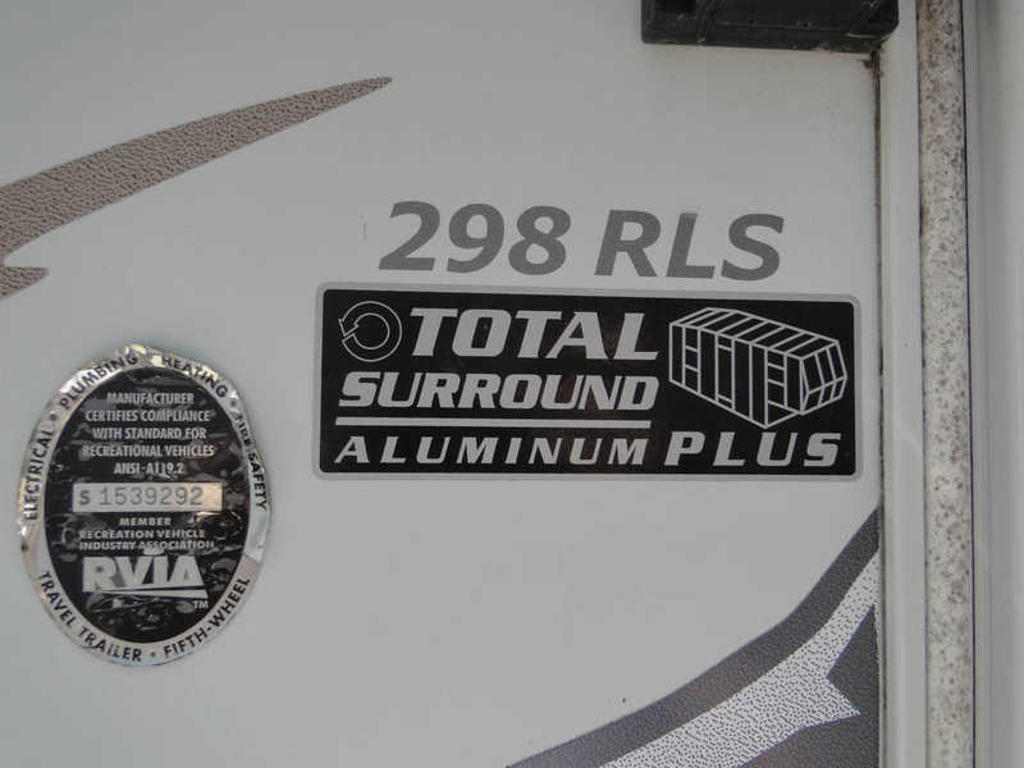 298 RLS
TOTAL
SURROUND
ALUMINUM PLUS
ELECTRICAL • PLUMBING • HEATING • FIRE SAFETY
MANUFACTURER
CERTIFIES COMPLIANCE
WITH STANDARD FOR
RECREATIONAL VEHICLES
ANSI-A119.2
S 1539292
MEMBER
RECREATION VEHICLE
INDUSTRY ASSOCIATION
RVIA
TM
TRAVEL TRAILER • FIFTH-WHEEL